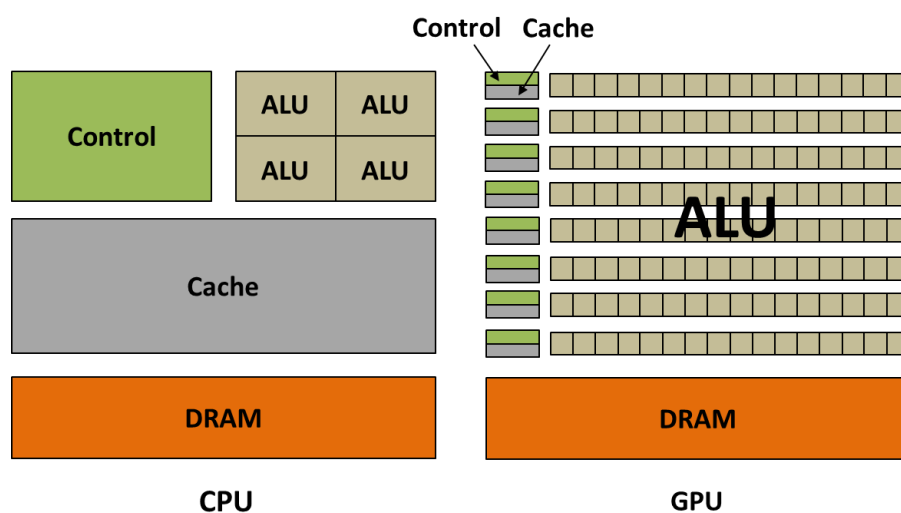 Control Cache
Control
ALU ALU
ALU ALU
ALU
Cache
DRAM
DRAM
CPU
GPU